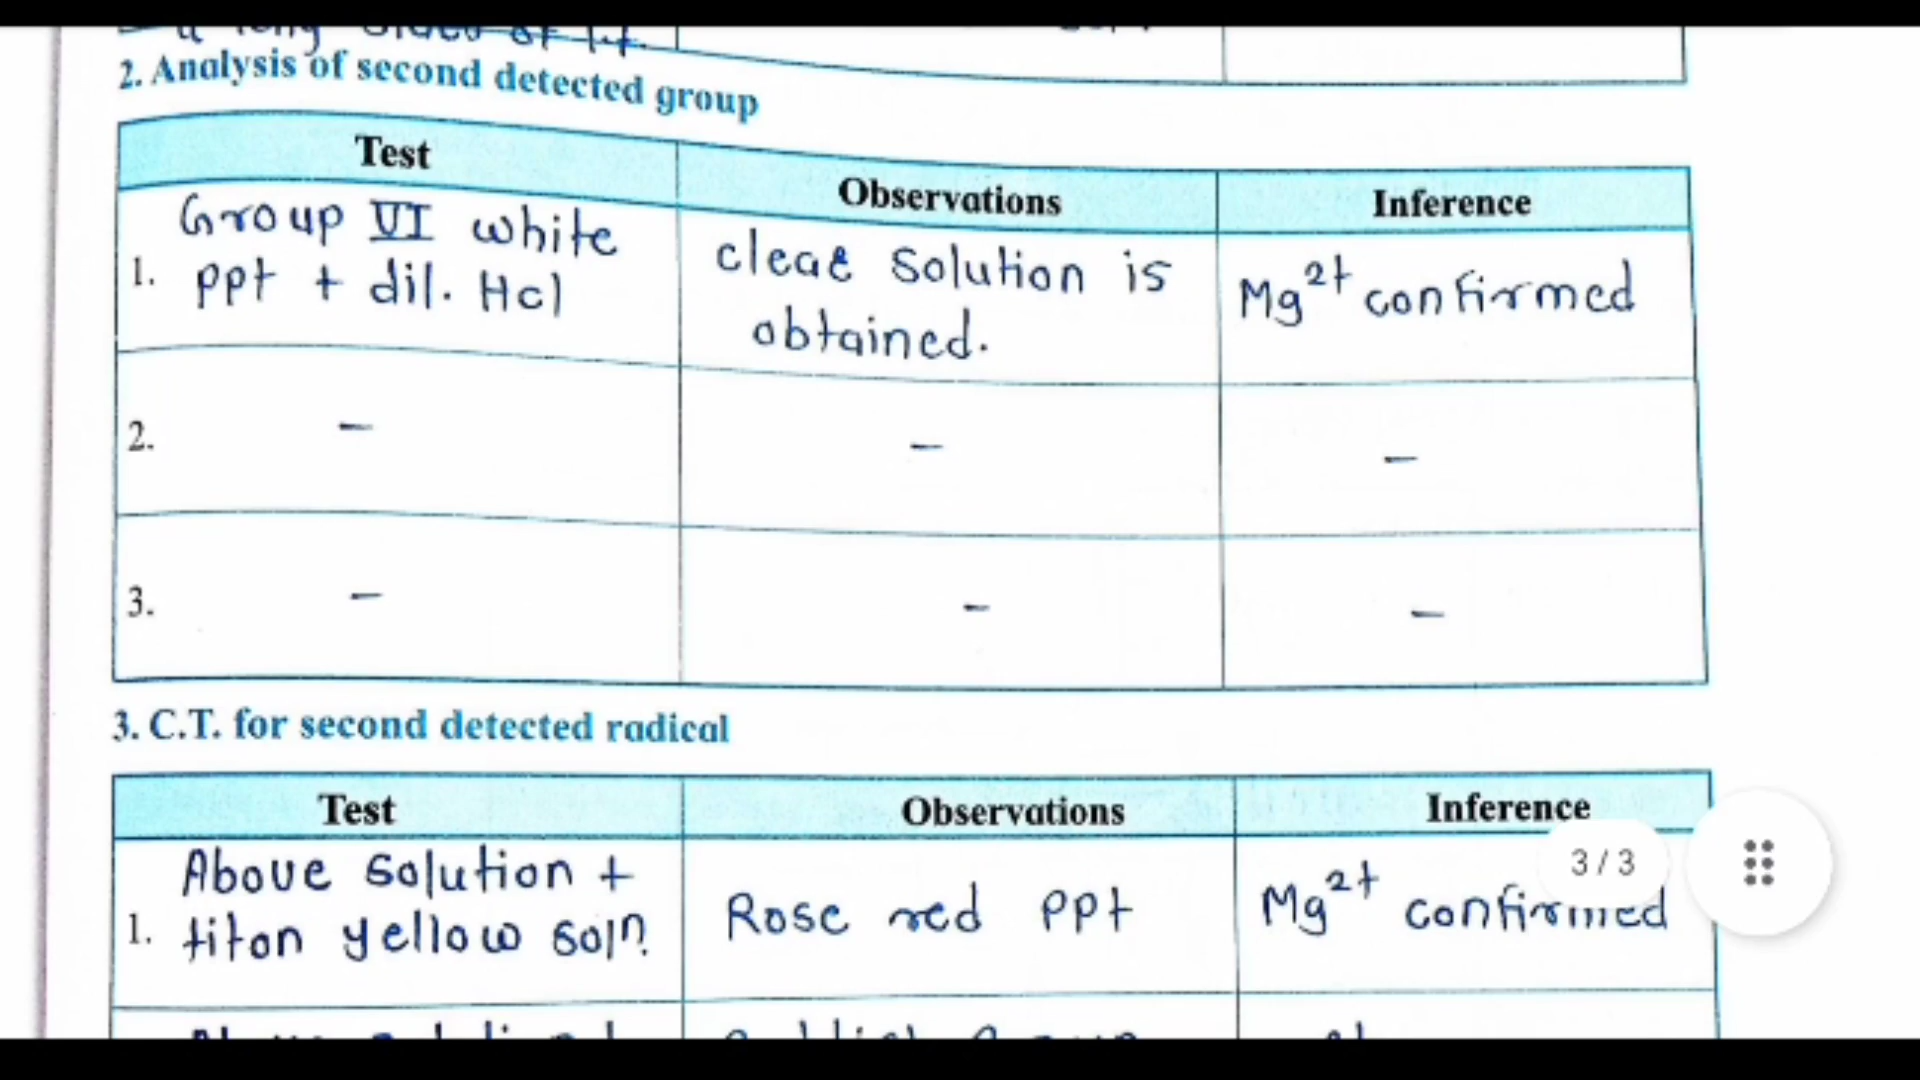 2. Analysis of second detected group
Test
Observations
Inference
1. Group VI white
ppt + dil. Hcl
clear solution is
obtained.
Mg2+ confirmed
2. – – –
3. – – –
3. C.T. for second detected radical
Test
Observations
Inference
1. Above solution +
titan yellow soln
Rose red ppt
Mg2+ confirmed
3 / 3